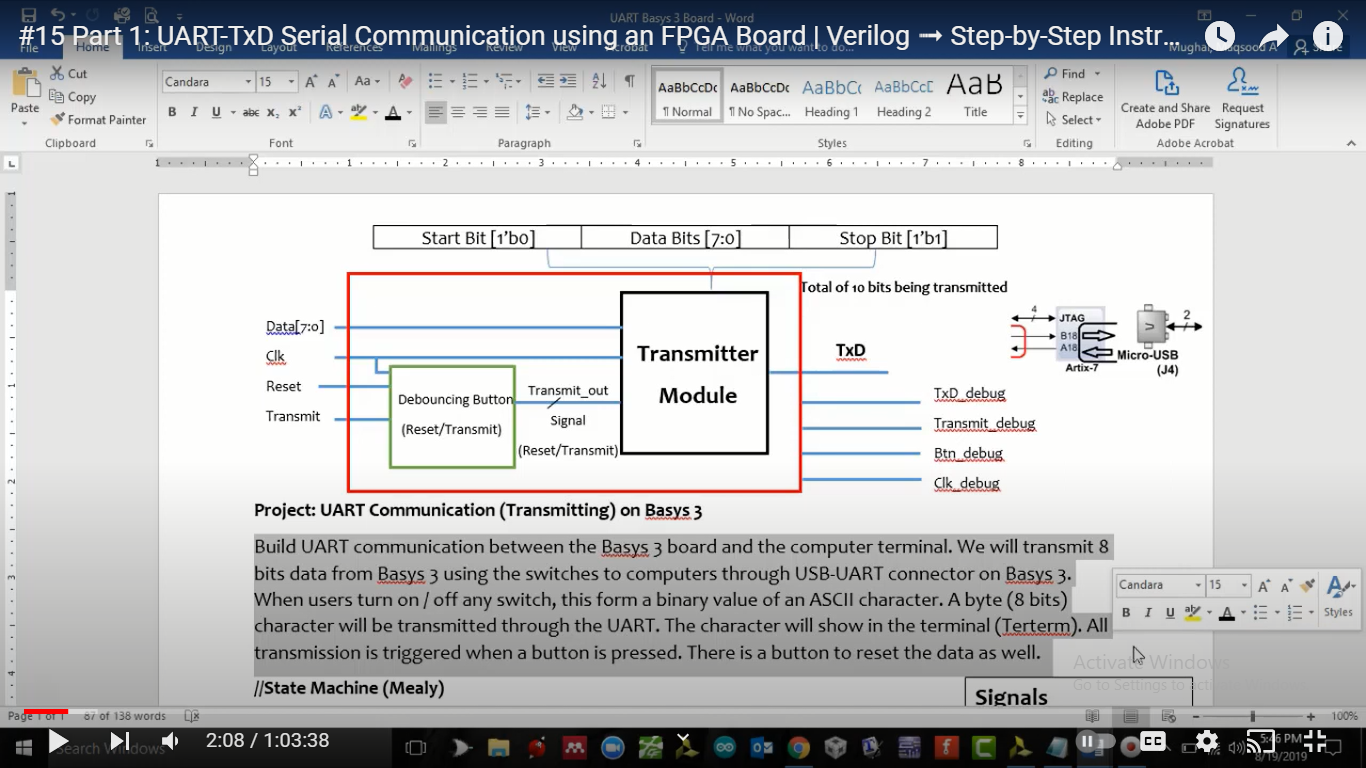 UART Basys 3 Board - Word
#15 Part 1: UART-TxD Serial Communication using an FPGA Board | Verilog ➞ Step-by-Step Instr...
File Home Insert Design Layout References Mailings Review View Acrobat Tell me what you want to do...
Cut
Copy
Format Painter
Paste
Clipboard
Candara 15
Font
Paragraph
AaBbCcDc AaBbCcDc AaBbCc AaBbCcD AaB
¶ Normal ¶ No Spac... Heading 1 Heading 2 Title
Styles
Find
Replace
Select
Editing
Create and Share Adobe PDF
Request Signatures
Adobe Acrobat
1 1 2 3 4 5 6 7 8
Start Bit [1'b0] Data Bits [7:0] Stop Bit [1'b1]
Total of 10 bits being transmitted
Data[7:0]
Clk
Reset
Transmit
Debouncing Button
(Reset/Transmit)
Transmit_out
Signal
(Reset/Transmit)
Transmitter
Module
TxD
TxD_debug
Transmit_debug
Btn_debug
Clk_debug
4 JTAG 2
B18
A18
Artix-7
Micro-USB
(J4)
Project: UART Communication (Transmitting) on Basys 3
Build UART communication between the Basys 3 board and the computer terminal. We will transmit 8
bits data from Basys 3 using the switches to computers through USB-UART connector on Basys 3.
When users turn on / off any switch, this form a binary value of an ASCII character. A byte (8 bits)
character will be transmitted through the UART. The character will show in the terminal (Terterm). All
transmission is triggered when a button is pressed. There is a button to reset the data as well.
//State Machine (Mealy)
Signals
Candara 15
Styles
Activate Windows
Go to Settings to
Page 1 of 1 87 of 138 words 100%
Search Windows
2:08 / 1:03:38
CC
5:46 PM
8/19/2019